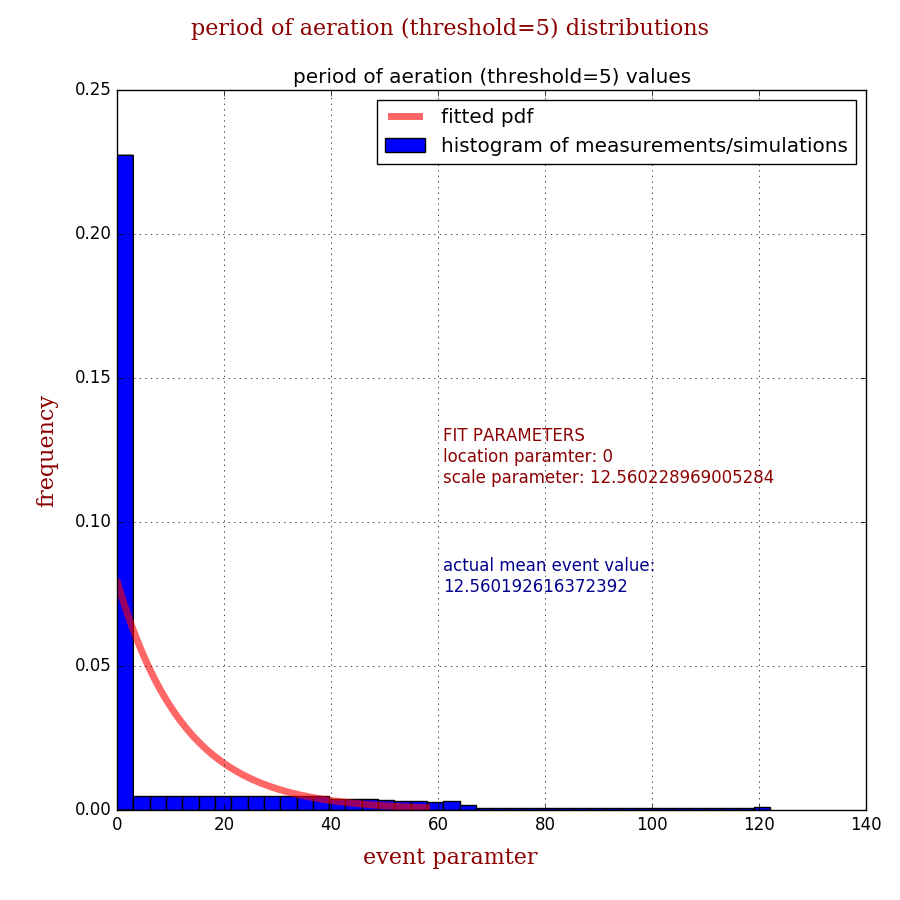 period of aeration (threshold=5) distributions
period of aeration (threshold=5) values
fitted pdf
histogram of measurements/simulations
0.25
0.20
0.15
0.10
0.05
0.00
frequency
FIT PARAMETERS
location paramter: 0
scale parameter: 12.560228969005284
actual mean event value:
12.560192616372392
0 20 40 60 80 100 120 140
event paramter